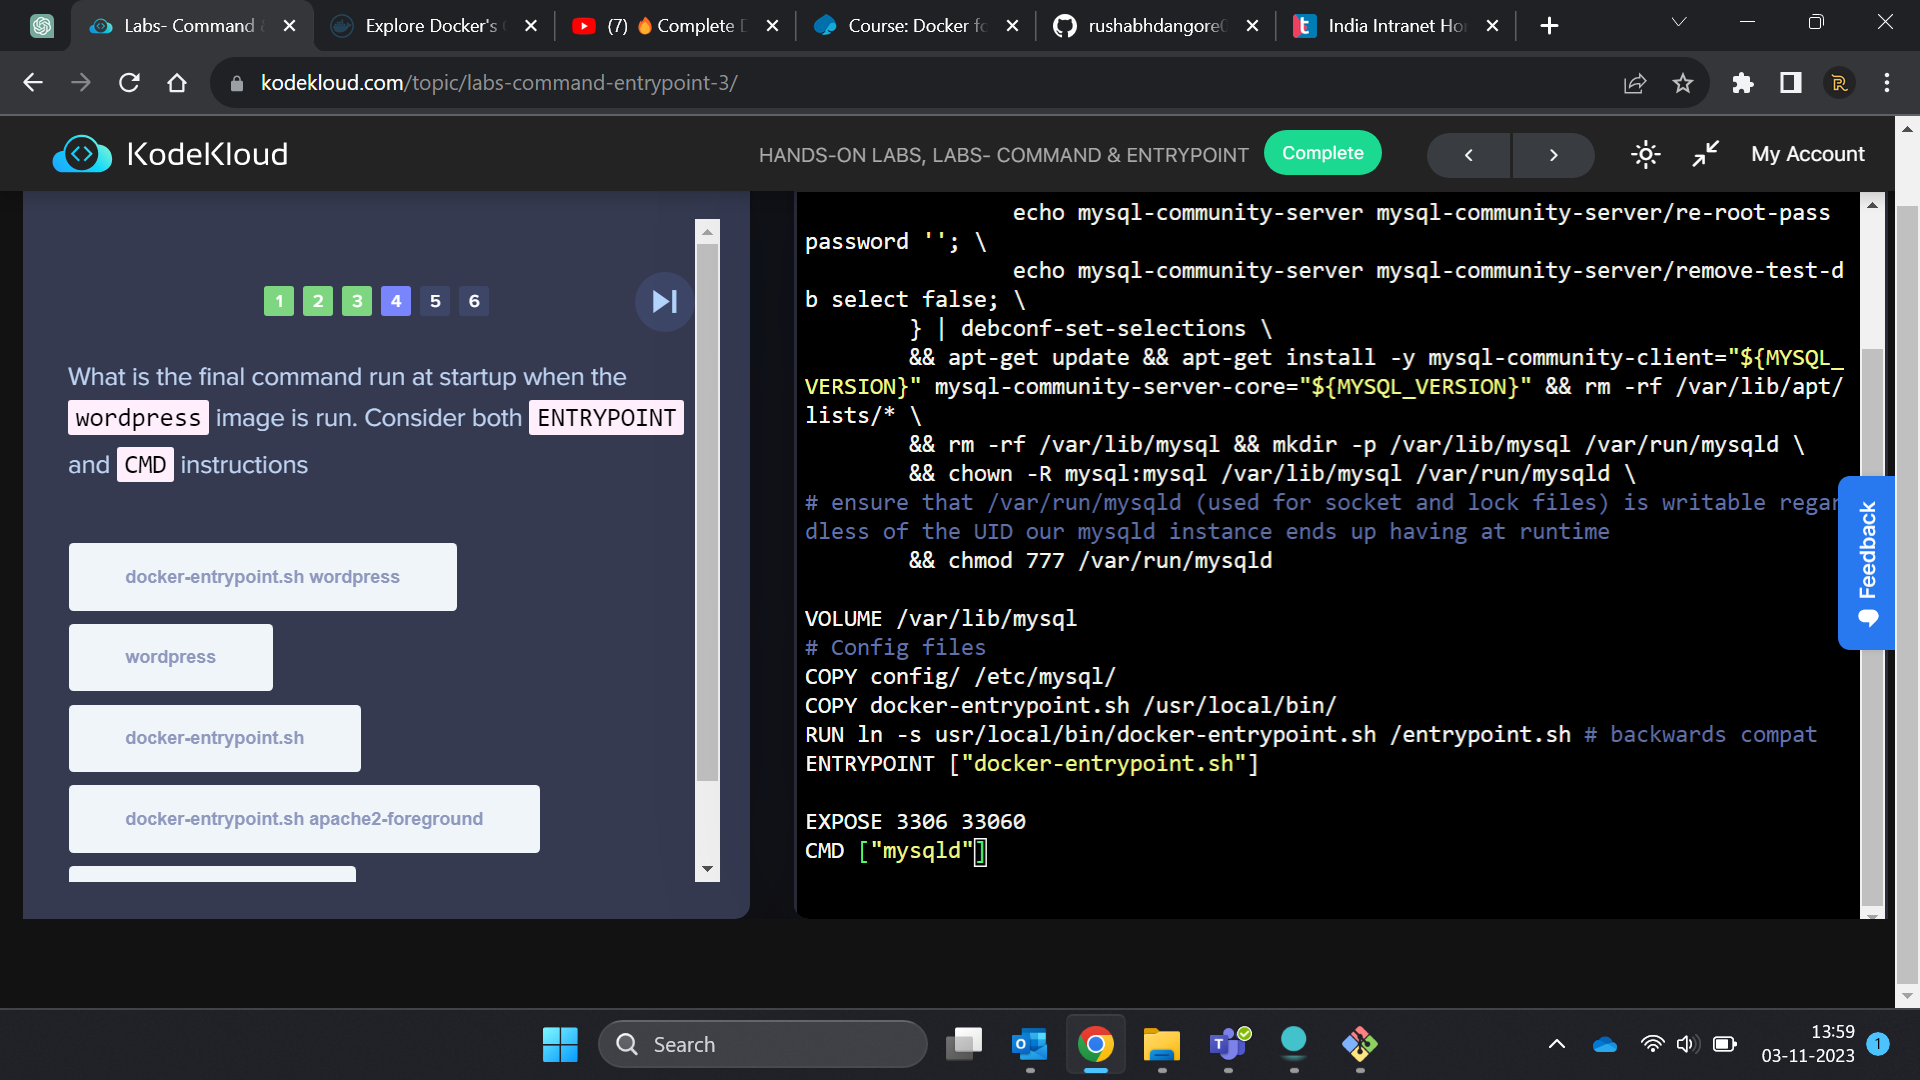 Labs- Command
Explore Docker's
(7) Complete
Course: Docker fo
rushabhdangore
India Intranet Ho
kodekloud.com/topic/labs-command-entrypoint-3/
KodeKloud
HANDS-ON LABS, LABS- COMMAND & ENTRYPOINT
Complete
My Account
1 2 3 4 5 6
What is the final command run at startup when the
wordpress image is run. Consider both ENTRYPOINT
and CMD instructions
docker-entrypoint.sh wordpress
wordpress
docker-entrypoint.sh
docker-entrypoint.sh apache2-foreground
echo mysql-community-server mysql-community-server/re-root-pass
password ''; \
echo mysql-community-server mysql-community-server/remove-test-d
b select false; \
} | debconf-set-selections \
&& apt-get update && apt-get install -y mysql-community-client="${MYSQL_
VERSION}" mysql-community-server-core="${MYSQL_VERSION}" && rm -rf /var/lib/apt/
lists/* \
&& rm -rf /var/lib/mysql && mkdir -p /var/lib/mysql /var/run/mysqld \
&& chown -R mysql:mysql /var/lib/mysql /var/run/mysqld \
# ensure that /var/run/mysqld (used for socket and lock files) is writable regar
dless of the UID our mysqld instance ends up having at runtime
&& chmod 777 /var/run/mysqld
VOLUME /var/lib/mysql
# Config files
COPY config/ /etc/mysql/
COPY docker-entrypoint.sh /usr/local/bin/
RUN ln -s usr/local/bin/docker-entrypoint.sh /entrypoint.sh # backwards compat
ENTRYPOINT ["docker-entrypoint.sh"]
EXPOSE 3306 33060
CMD ["mysqld"]
Feedback
Search
13:59
03-11-2023
1